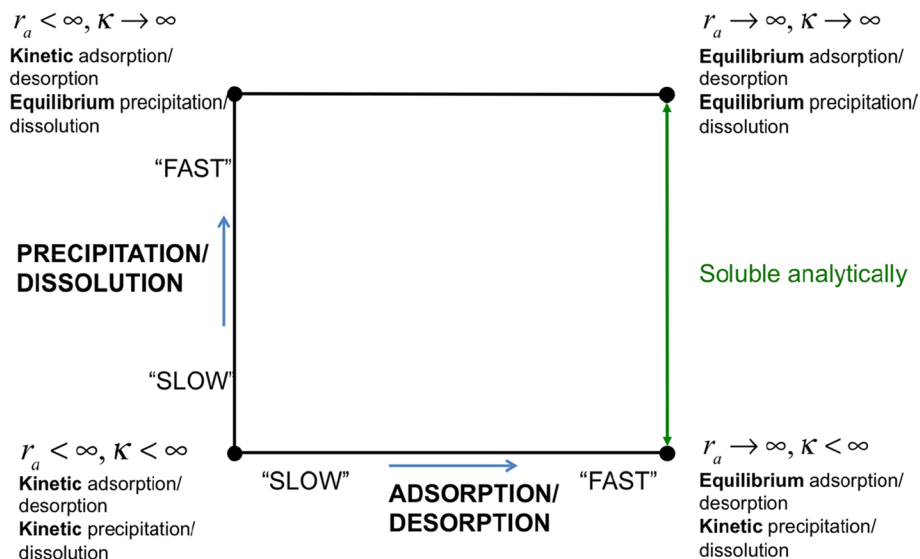 r_a < ∞, κ → ∞
Kinetic adsorption/
desorption
Equilibrium precipitation/
dissolution
r_a → ∞, κ → ∞
Equilibrium adsorption/
desorption
Equilibrium precipitation/
dissolution
“FAST”
PRECIPITATION/
DISSOLUTION
Soluble analytically
“SLOW”
r_a < ∞, κ < ∞
Kinetic adsorption/
desorption
Kinetic precipitation/
dissolution
“SLOW”
ADSORPTION/
DESORPTION
“FAST”
r_a → ∞, κ < ∞
Equilibrium adsorption/
desorption
Kinetic precipitation/
dissolution